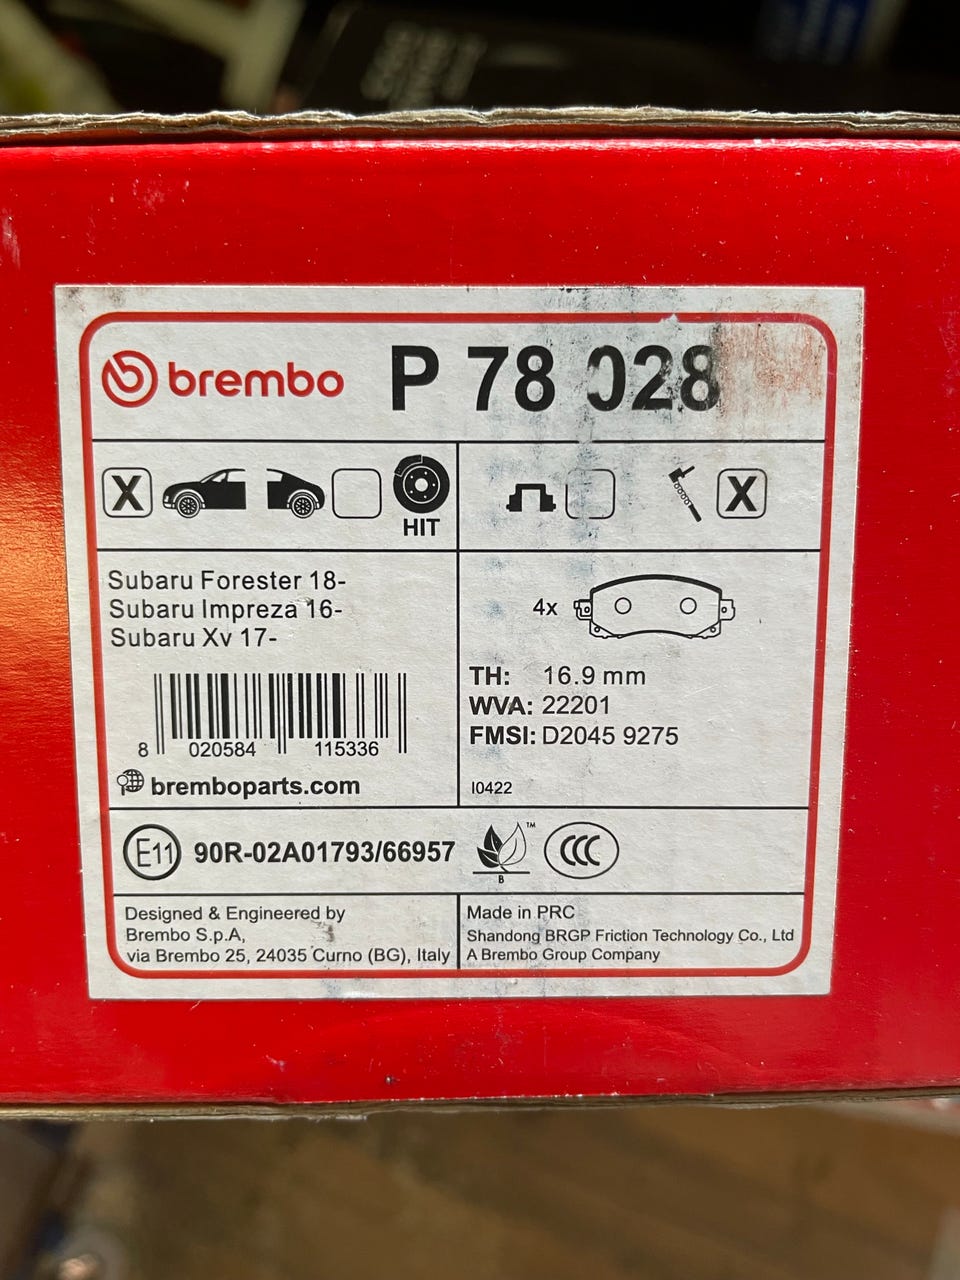 brembo P 78 028
X X
HIT
Subaru Forester 18-
Subaru Impreza 16-
Subaru Xv 17-
4x
TH: 16.9 mm
WVA: 22201
FMSI: D2045 9275
8 020584 115336
bremboparts.com
I0422
E11 90R-02A01793/66957
TM
B
CCC
Designed & Engineered by
Brembo S.p.A,
via Brembo 25, 24035 Curno (BG), Italy
Made in PRC
Shandong BRGP Friction Technology Co., Ltd
A Brembo Group Company